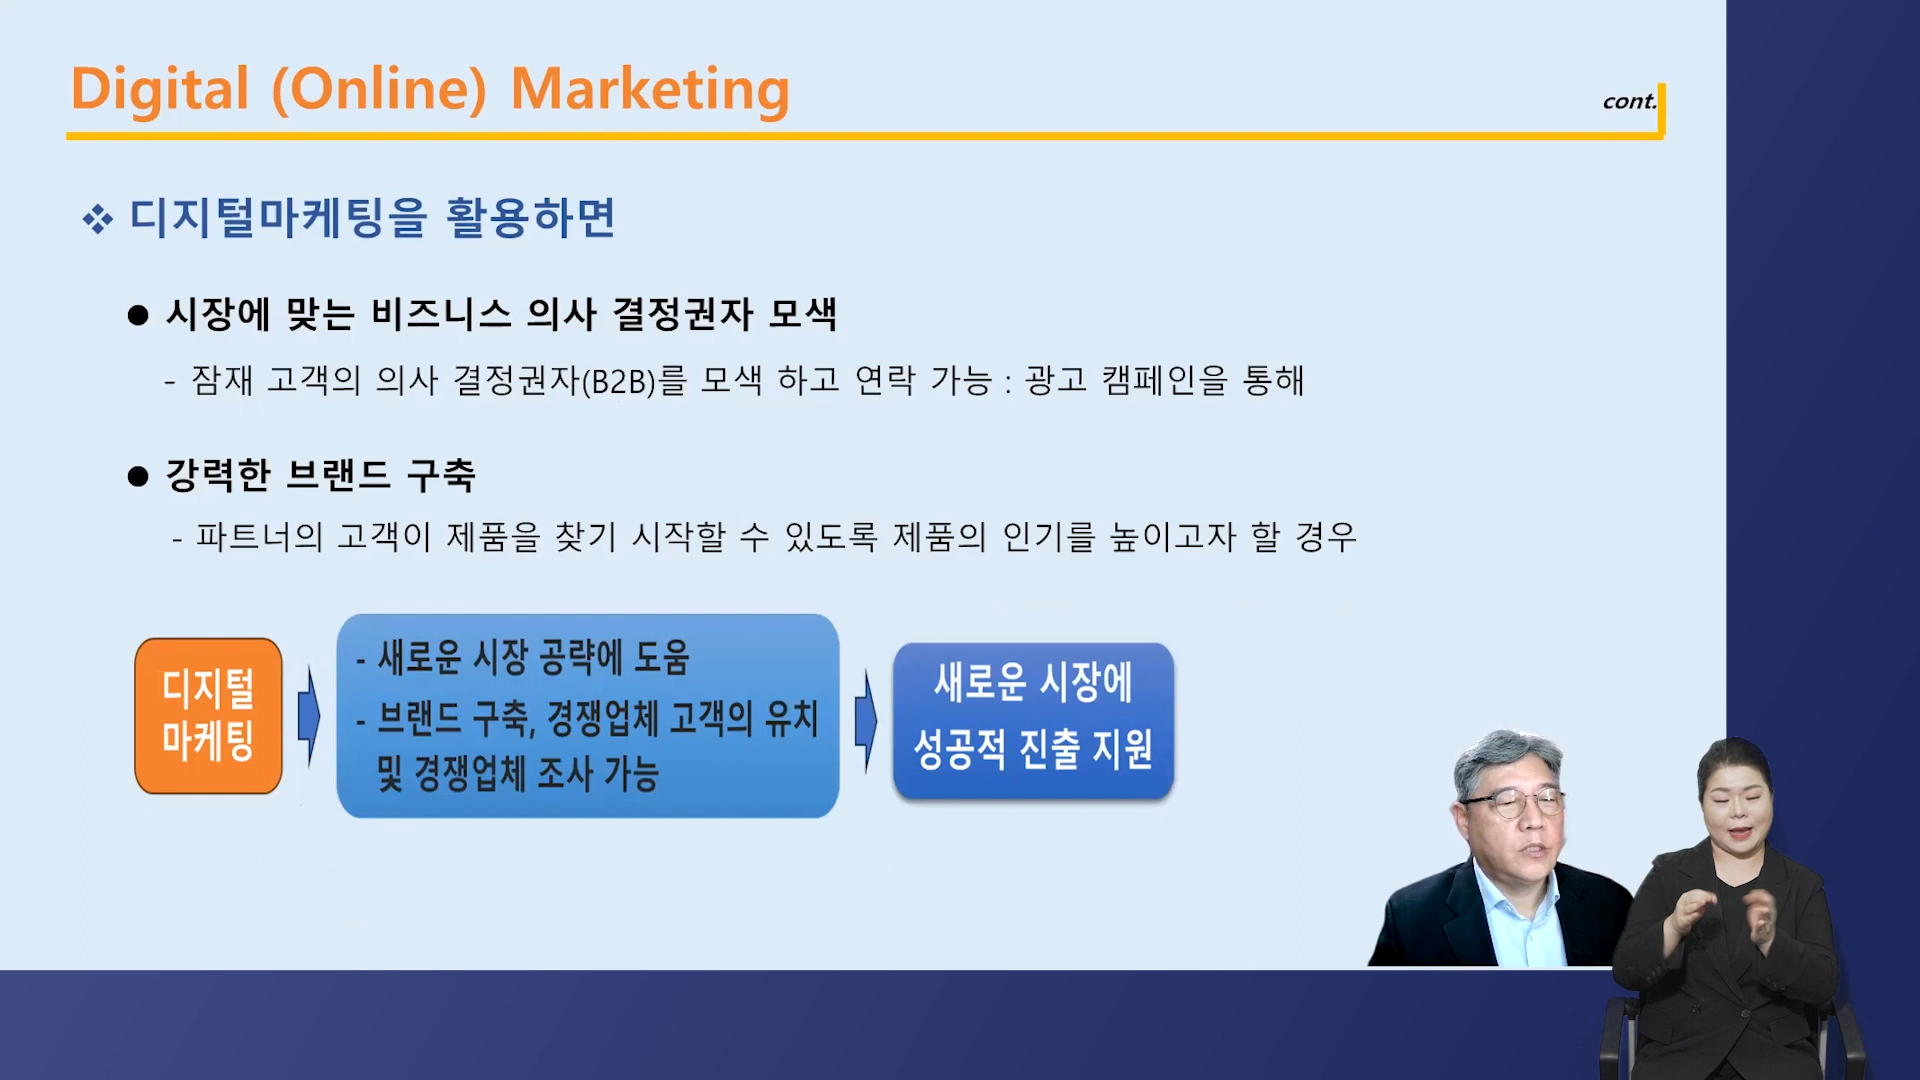 Digital (Online) Marketing
cont.
❖ 디지털마케팅을 활용하면
● 시장에 맞는 비즈니스 의사 결정권자 모색
- 잠재 고객의 의사 결정권자(B2B)를 모색 하고 연락 가능 : 광고 캠페인을 통해
● 강력한 브랜드 구축
- 파트너의 고객이 제품을 찾기 시작할 수 있도록 제품의 인기를 높이고자 할 경우
디지털
마케팅
- 새로운 시장 공략에 도움
- 브랜드 구축, 경쟁업체 고객의 유치
및 경쟁업체 조사 가능
새로운 시장에
성공적 진출 지원